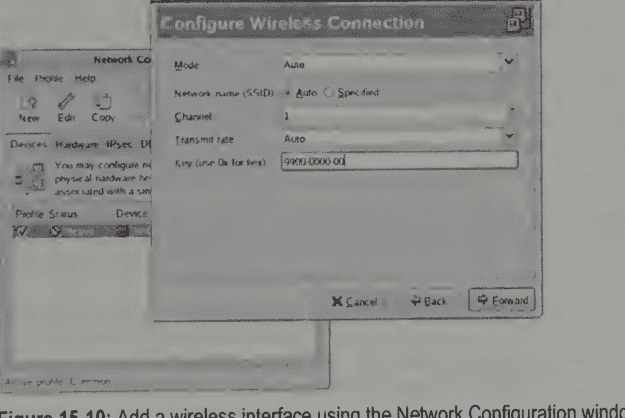 Configure Wireless Connection
Mode Auto
Network name (SSID) Auto Specified
Channel 1
Transmit rate Auto
Key (use 0x for hex) 9900-0000-00
Cancel Back Forward
Network Co
File Profile Help
New Edit Copy
Devices Hardware IPsec D
You may configure ne
physical hardware he
associated with a sin
Profile Status Device
Active profile: Common
Figure 15-10: Add a wireless interface using the Network Configuration windo